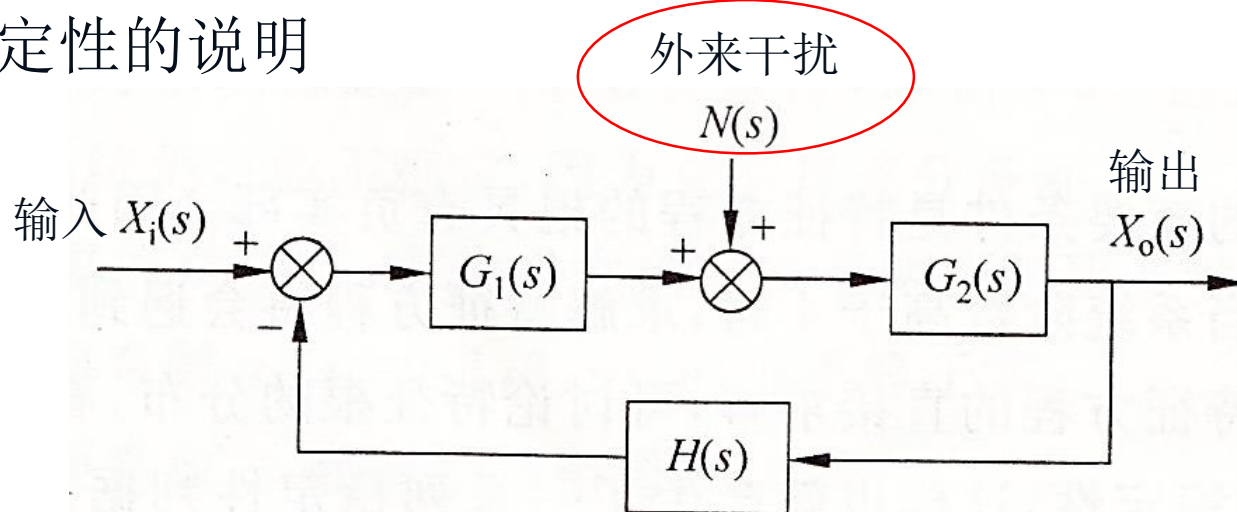 定性的说明
外来干扰
N(s)
输出
输入 Xi(s)
+
+
+
Xo(s)
G1(s)
G2(s)
−
H(s)